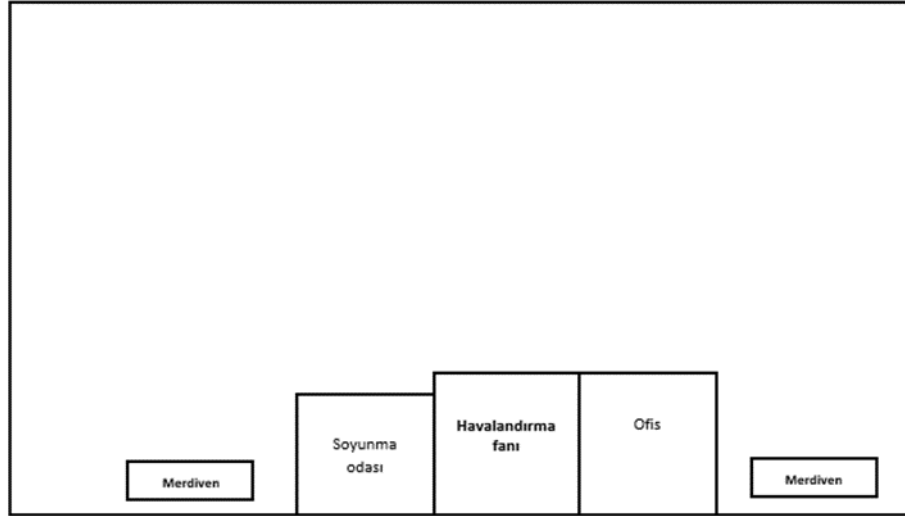 Soyunma
odası
Havalandırma
fanı
Ofis
Merdiven
Merdiven